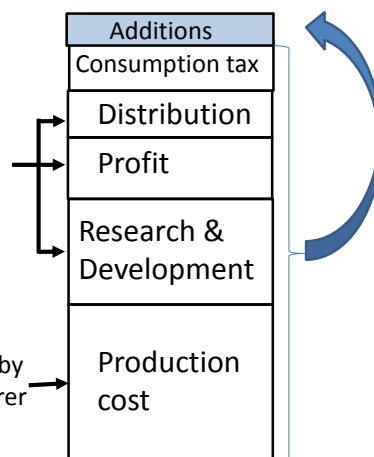 Additions
Consumption tax
Distribution
Profit
Research &
Development
by
rer
Production
cost